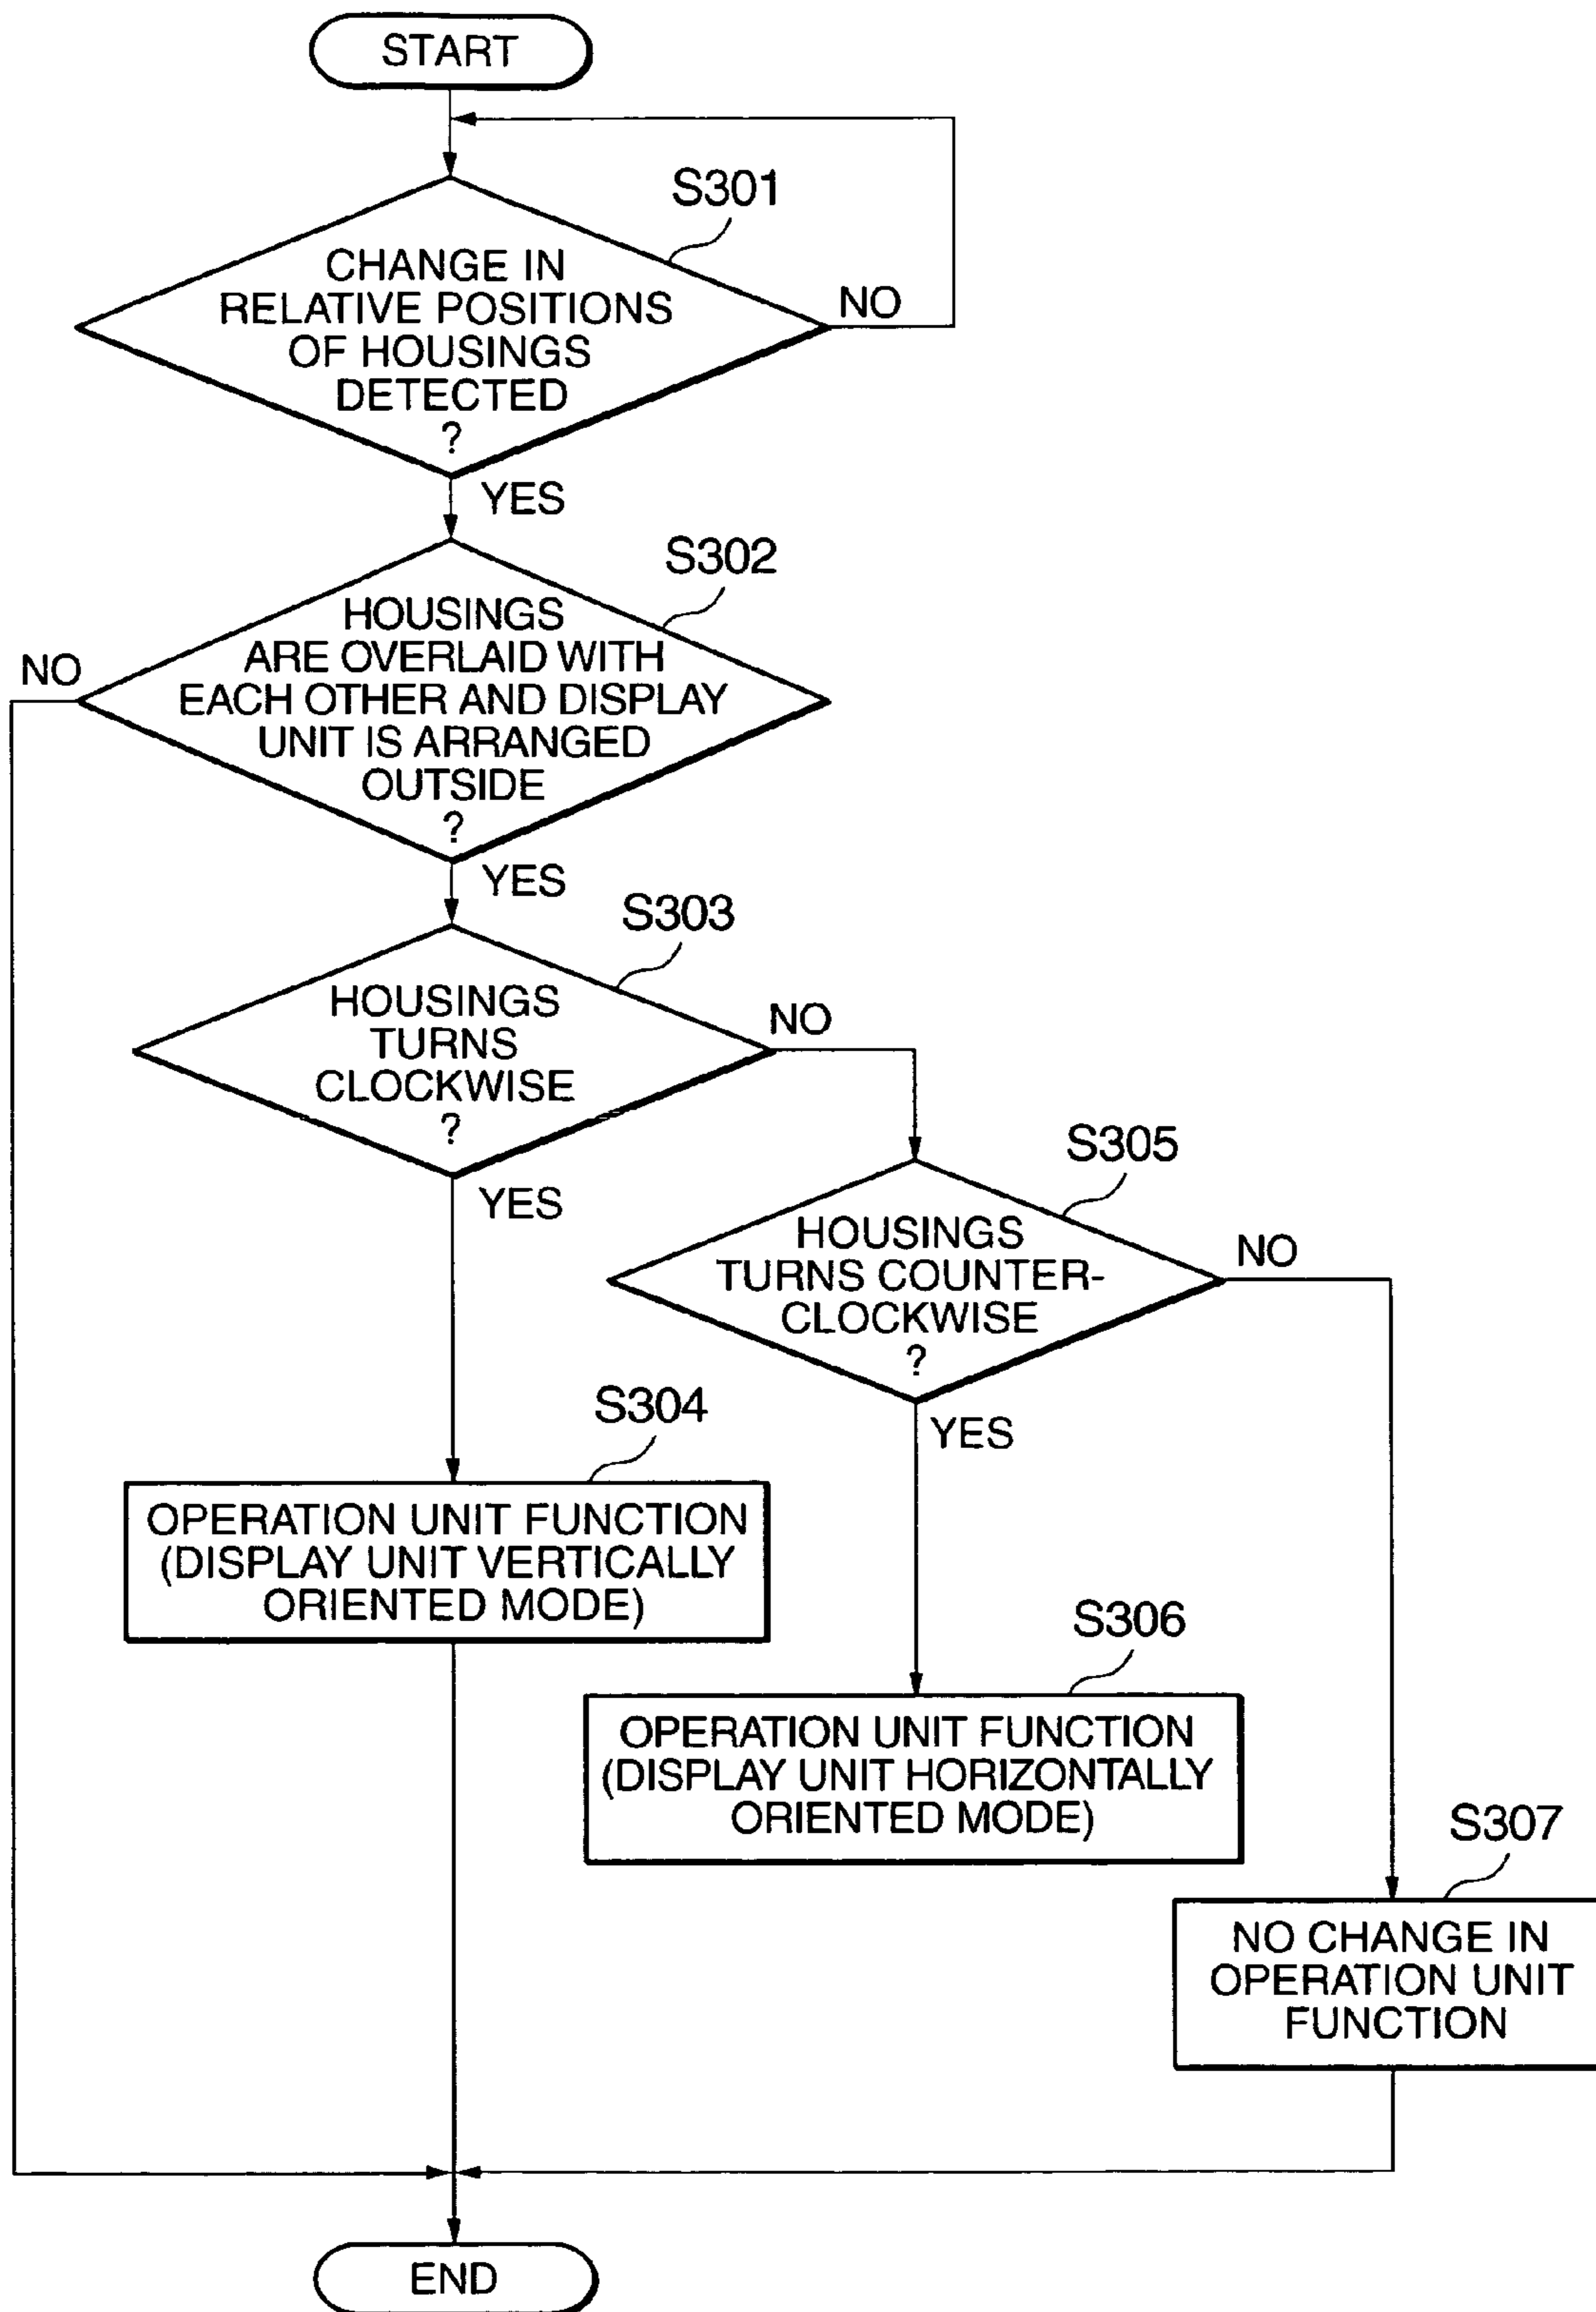 START
S301
CHANGE IN
RELATIVE POSITIONS
OF HOUSINGS
DETECTED
?
NO
YES
S302
HOUSINGS
ARE OVERLAID WITH
EACH OTHER AND DISPLAY
UNIT IS ARRANGED
OUTSIDE
?
NO
YES
S303
HOUSINGS
TURNS
CLOCKWISE
?
NO
YES
S305
HOUSINGS
TURNS COUNTER-
CLOCKWISE
?
NO
YES
S304
OPERATION UNIT FUNCTION
(DISPLAY UNIT VERTICALLY
ORIENTED MODE)
S306
OPERATION UNIT FUNCTION
(DISPLAY UNIT HORIZONTALLY
ORIENTED MODE)
S307
NO CHANGE IN
OPERATION UNIT
FUNCTION
END